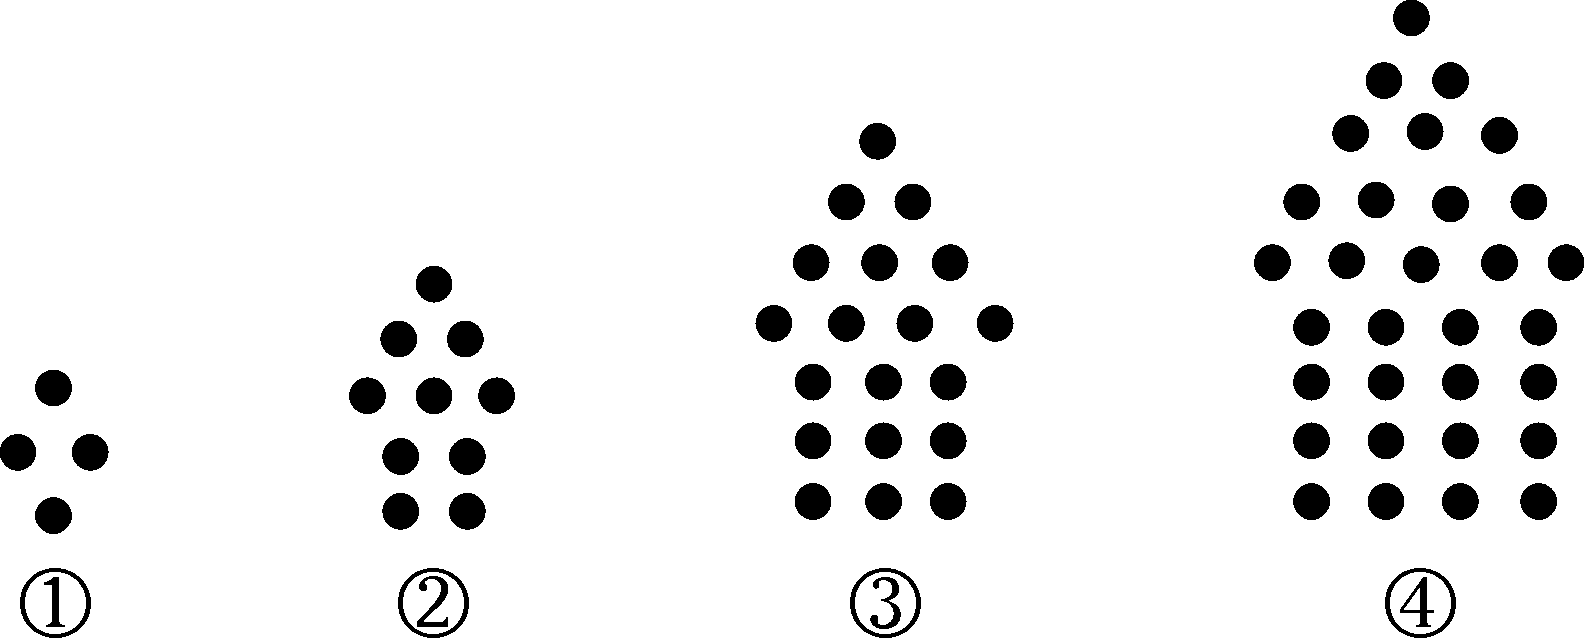 ① ② ③ ④